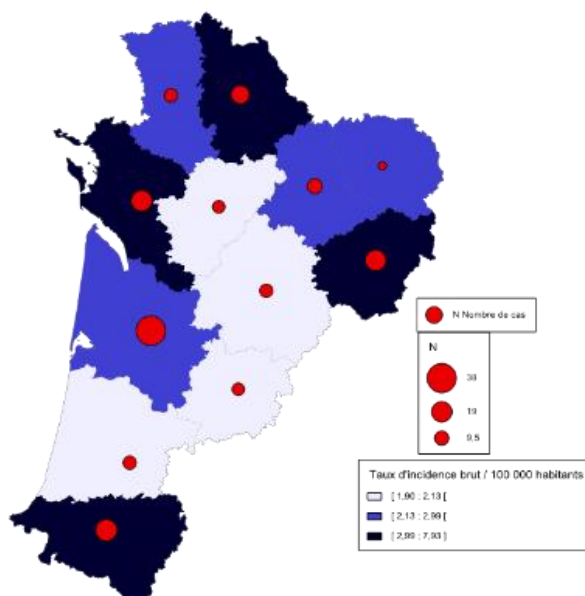 N Nombre de cas
N
38
19
9,5
Taux d'incidence brut / 100 000 habitants
[ 1,90 ; 2,13 [
[ 2,13 ; 2,99 [
[ 2,99 ; 7,93 ]